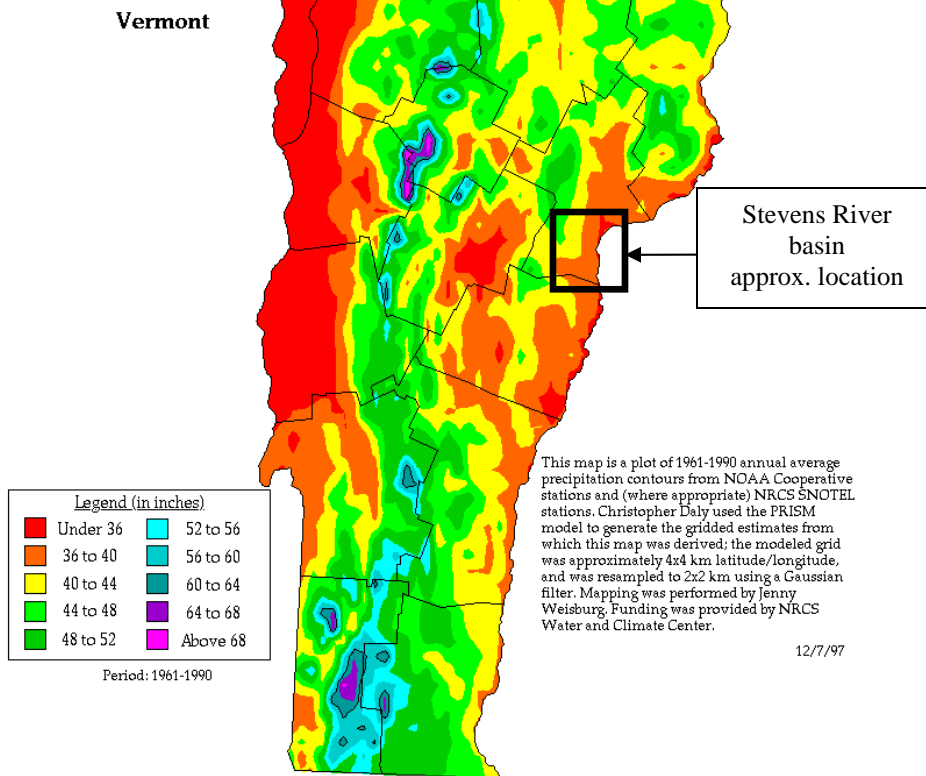 Vermont
Stevens River
basin
approx. location
This map is a plot of 1961-1990 annual average
precipitation contours from NOAA Cooperative
stations and (where appropriate) NRCS SNOTEL
stations. Christopher Daly used the PRISM
model to generate the gridded estimates from
which this map was derived; the modeled grid
was approximately 4x4 km latitude/longitude,
and was resampled to 2x2 km using a Gaussian
filter. Mapping was performed by Jenny
Weisburg. Funding was provided by NRCS
Water and Climate Center.
12/7/97
Legend (in inches)
Under 36
36 to 40
40 to 44
44 to 48
48 to 52
52 to 56
56 to 60
60 to 64
64 to 68
Above 68
Period: 1961-1990